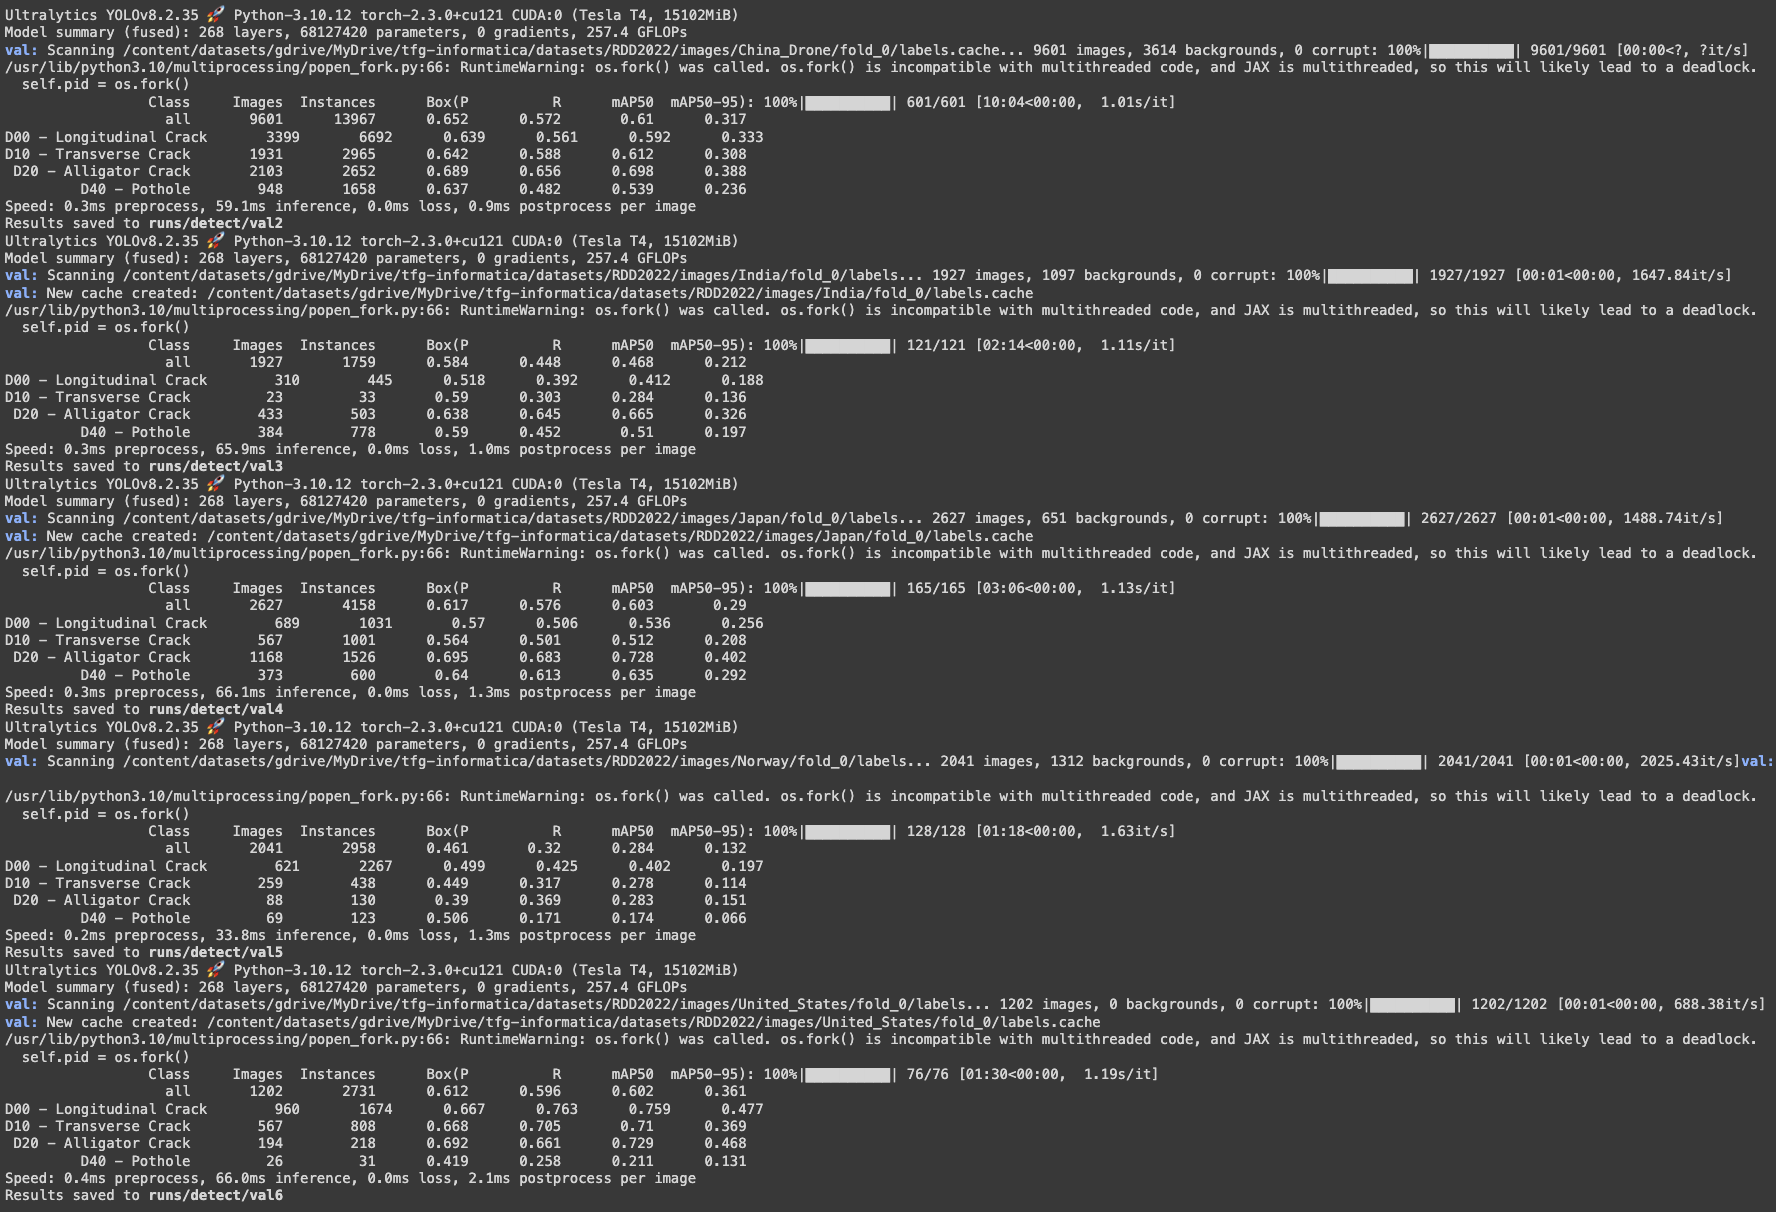 Ultralytics YOLOv8.2.35 🚀 Python-3.10.12 torch-2.3.0+cu121 CUDA:0 (Tesla T4, 15102MiB)
Model summary (fused): 268 layers, 68127420 parameters, 0 gradients, 257.4 GFLOPs
val: Scanning /content/datasets/gdrive/MyDrive/tfg-informatica/datasets/RDD2022/images/China_Drone/fold_0/labels.cache... 9601 images, 3614 backgrounds, 0 corrupt: 100%|██████████| 9601/9601 [00:00<?, ?it/s]
/usr/lib/python3.10/multiprocessing/popen_fork.py:66: RuntimeWarning: os.fork() was called. os.fork() is incompatible with multithreaded code, and JAX is multithreaded, so this will likely lead to a deadlock.
self.pid = os.fork()
Class Images Instances Box(P R mAP50 mAP50-95): 100%|██████████| 601/601 [10:04<00:00, 1.01s/it]
all 9601 13967 0.652 0.572 0.61 0.317
D00 - Longitudinal Crack 3399 6692 0.639 0.561 0.592 0.333
D10 - Transverse Crack 1931 2965 0.642 0.588 0.612 0.308
D20 - Alligator Crack 2103 2652 0.689 0.656 0.698 0.388
D40 - Pothole 948 1658 0.637 0.482 0.539 0.236
Speed: 0.3ms preprocess, 59.1ms inference, 0.0ms loss, 0.9ms postprocess per image
Results saved to runs/detect/val2
Ultralytics YOLOv8.2.35 🚀 Python-3.10.12 torch-2.3.0+cu121 CUDA:0 (Tesla T4, 15102MiB)
Model summary (fused): 268 layers, 68127420 parameters, 0 gradients, 257.4 GFLOPs
val: Scanning /content/datasets/gdrive/MyDrive/tfg-informatica/datasets/RDD2022/images/India/fold_0/labels... 1927 images, 1097 backgrounds, 0 corrupt: 100%|██████████| 1927/1927 [00:01<00:00, 1647.84it/s]
val: New cache created: /content/datasets/gdrive/MyDrive/tfg-informatica/datasets/RDD2022/images/India/fold_0/labels.cache
/usr/lib/python3.10/multiprocessing/popen_fork.py:66: RuntimeWarning: os.fork() was called. os.fork() is incompatible with multithreaded code, and JAX is multithreaded, so this will likely lead to a deadlock.
self.pid = os.fork()
Class Images Instances Box(P R mAP50 mAP50-95): 100%|██████████| 121/121 [02:14<00:00, 1.11s/it]
all 1927 1759 0.584 0.448 0.468 0.212
D00 - Longitudinal Crack 310 445 0.518 0.392 0.412 0.188
D10 - Transverse Crack 23 33 0.59 0.303 0.284 0.136
D20 - Alligator Crack 433 503 0.638 0.645 0.665 0.326
D40 - Pothole 384 778 0.59 0.452 0.51 0.197
Speed: 0.3ms preprocess, 65.9ms inference, 0.0ms loss, 1.0ms postprocess per image
Results saved to runs/detect/val3
Ultralytics YOLOv8.2.35 🚀 Python-3.10.12 torch-2.3.0+cu121 CUDA:0 (Tesla T4, 15102MiB)
Model summary (fused): 268 layers, 68127420 parameters, 0 gradients, 257.4 GFLOPs
val: Scanning /content/datasets/gdrive/MyDrive/tfg-informatica/datasets/RDD2022/images/Japan/fold_0/labels... 2627 images, 651 backgrounds, 0 corrupt: 100%|██████████| 2627/2627 [00:01<00:00, 1488.74it/s]
val: New cache created: /content/datasets/gdrive/MyDrive/tfg-informatica/datasets/RDD2022/images/Japan/fold_0/labels.cache
/usr/lib/python3.10/multiprocessing/popen_fork.py:66: RuntimeWarning: os.fork() was called. os.fork() is incompatible with multithreaded code, and JAX is multithreaded, so this will likely lead to a deadlock.
self.pid = os.fork()
Class Images Instances Box(P R mAP50 mAP50-95): 100%|██████████| 165/165 [03:06<00:00, 1.13s/it]
all 2627 4158 0.617 0.576 0.603 0.29
D00 - Longitudinal Crack 689 1031 0.57 0.506 0.536 0.256
D10 - Transverse Crack 567 1001 0.564 0.501 0.512 0.208
D20 - Alligator Crack 1168 1526 0.695 0.683 0.728 0.402
D40 - Pothole 373 600 0.64 0.613 0.635 0.292
Speed: 0.3ms preprocess, 66.1ms inference, 0.0ms loss, 1.3ms postprocess per image
Results saved to runs/detect/val4
Ultralytics YOLOv8.2.35 🚀 Python-3.10.12 torch-2.3.0+cu121 CUDA:0 (Tesla T4, 15102MiB)
Model summary (fused): 268 layers, 68127420 parameters, 0 gradients, 257.4 GFLOPs
val: Scanning /content/datasets/gdrive/MyDrive/tfg-informatica/datasets/RDD2022/images/Norway/fold_0/labels... 2041 images, 1312 backgrounds, 0 corrupt: 100%|██████████| 2041/2041 [00:01<00:00, 2025.43it/s]val:
/usr/lib/python3.10/multiprocessing/popen_fork.py:66: RuntimeWarning: os.fork() was called. os.fork() is incompatible with multithreaded code, and JAX is multithreaded, so this will likely lead to a deadlock.
self.pid = os.fork()
Class Images Instances Box(P R mAP50 mAP50-95): 100%|██████████| 128/128 [01:18<00:00, 1.63it/s]
all 2041 2958 0.461 0.32 0.284 0.132
D00 - Longitudinal Crack 621 2267 0.499 0.425 0.402 0.197
D10 - Transverse Crack 259 438 0.449 0.317 0.278 0.114
D20 - Alligator Crack 88 130 0.39 0.369 0.283 0.151
D40 - Pothole 69 123 0.506 0.171 0.174 0.066
Speed: 0.2ms preprocess, 33.8ms inference, 0.0ms loss, 1.3ms postprocess per image
Results saved to runs/detect/val5
Ultralytics YOLOv8.2.35 🚀 Python-3.10.12 torch-2.3.0+cu121 CUDA:0 (Tesla T4, 15102MiB)
Model summary (fused): 268 layers, 68127420 parameters, 0 gradients, 257.4 GFLOPs
val: Scanning /content/datasets/gdrive/MyDrive/tfg-informatica/datasets/RDD2022/images/United_States/fold_0/labels... 1202 images, 0 backgrounds, 0 corrupt: 100%|██████████| 1202/1202 [00:01<00:00, 688.38it/s]
val: New cache created: /content/datasets/gdrive/MyDrive/tfg-informatica/datasets/RDD2022/images/United_States/fold_0/labels.cache
/usr/lib/python3.10/multiprocessing/popen_fork.py:66: RuntimeWarning: os.fork() was called. os.fork() is incompatible with multithreaded code, and JAX is multithreaded, so this will likely lead to a deadlock.
self.pid = os.fork()
Class Images Instances Box(P R mAP50 mAP50-95): 100%|██████████| 76/76 [01:30<00:00, 1.19s/it]
all 1202 2731 0.612 0.596 0.602 0.361
D00 - Longitudinal Crack 960 1674 0.667 0.763 0.759 0.477
D10 - Transverse Crack 567 808 0.668 0.705 0.71 0.369
D20 - Alligator Crack 194 218 0.692 0.661 0.729 0.468
D40 - Pothole 26 31 0.419 0.258 0.211 0.131
Speed: 0.4ms preprocess, 66.0ms inference, 0.0ms loss, 2.1ms postprocess per image
Results saved to runs/detect/val6